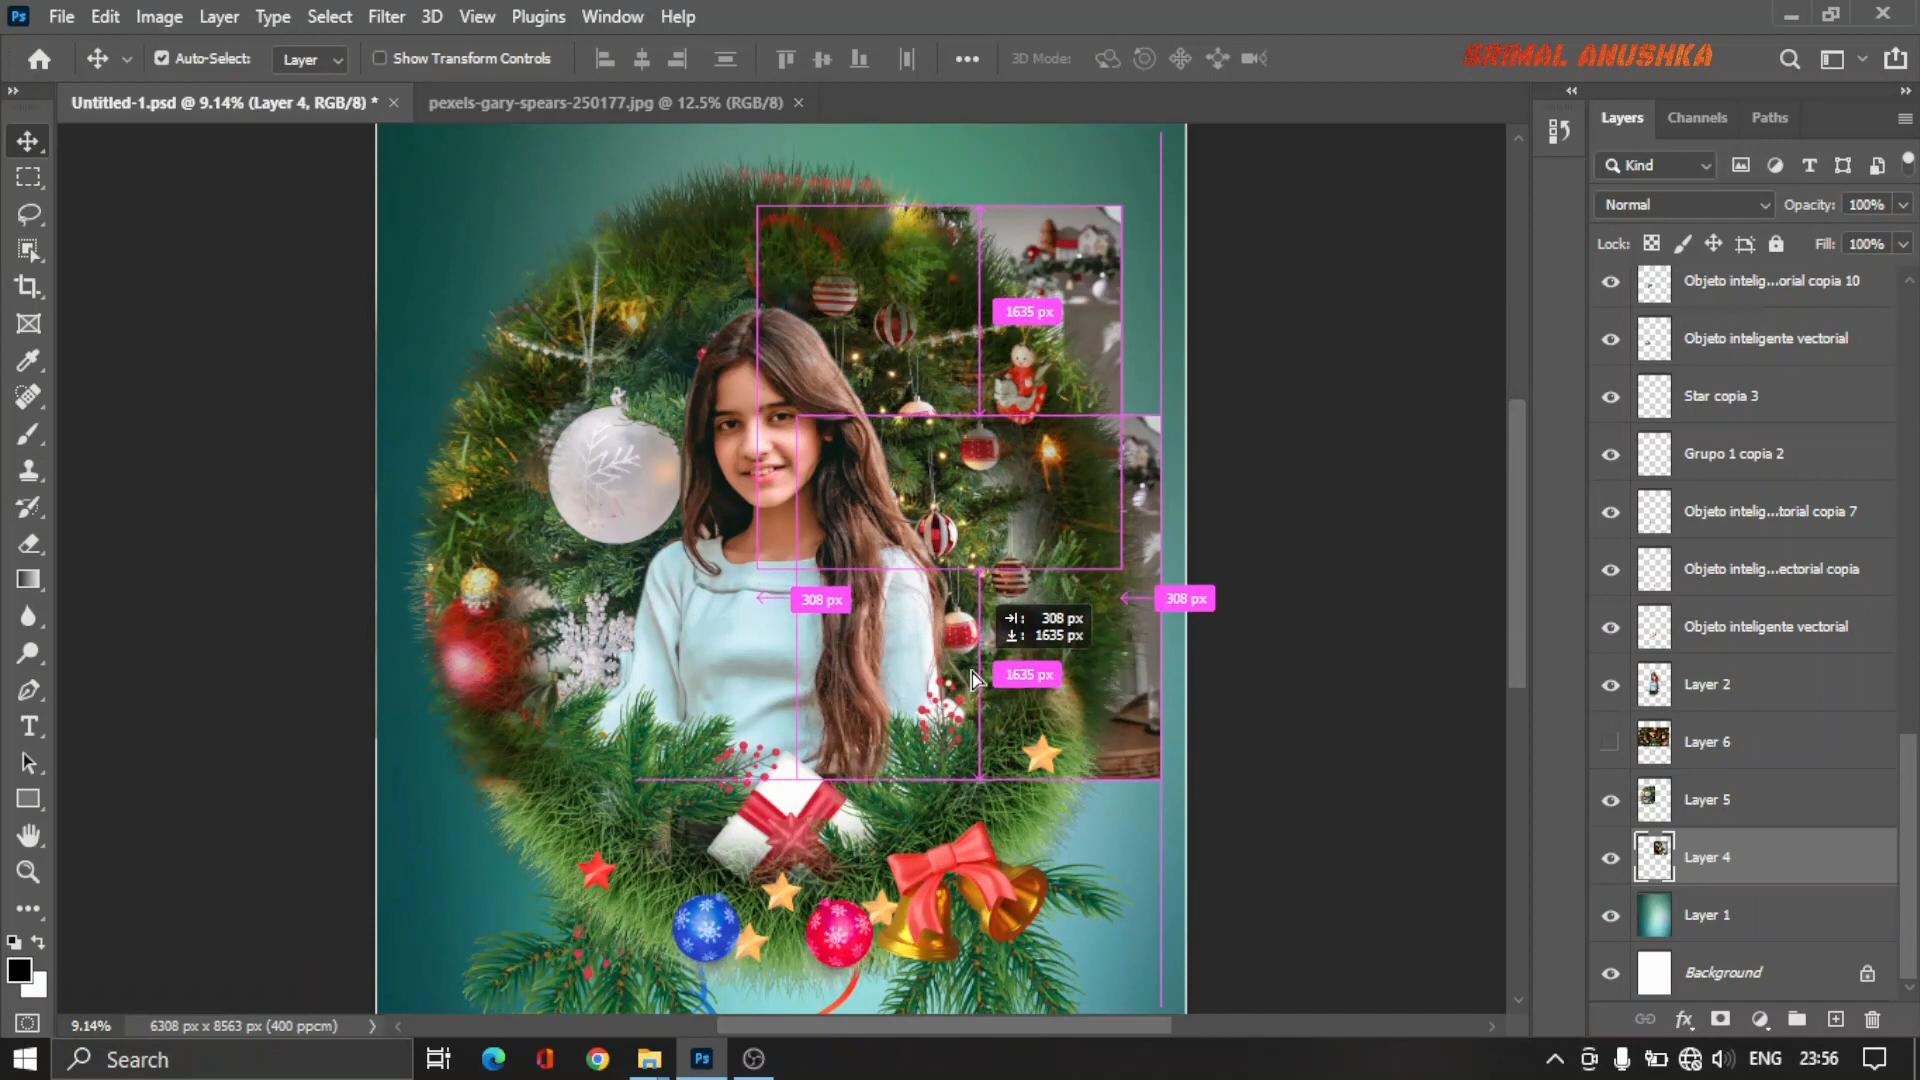 Ps File Edit Image Layer Type Select Filter 3D View Plugins Window Help
Auto-Select: Layer Show Transform Controls 3D Mode: SRIMAL ANUSHKA
Untitled-1.psd @ 9.14% (Layer 4, RGB/8) * pexels-gary-spears-250177.jpg @ 12.5% (RGB/8)
Layers Channels Paths
Kind
Normal Opacity: 100%
Lock: Fill: 100%
Objeto intelig...orial copia 10
Objeto inteligente vectorial
Star copia 3
Grupo 1 copia 2
Objeto intelig...torial copia 7
Objeto intelig...ectorial copia
Objeto inteligente vectorial
Layer 2
Layer 6
Layer 5
Layer 4
Layer 1
Background
fx
1635 px
308 px
308 px
308 px
1635 px
1635 px
9.14% 6308 px x 8563 px (400 ppcm)
Search Ps ENG 23:56